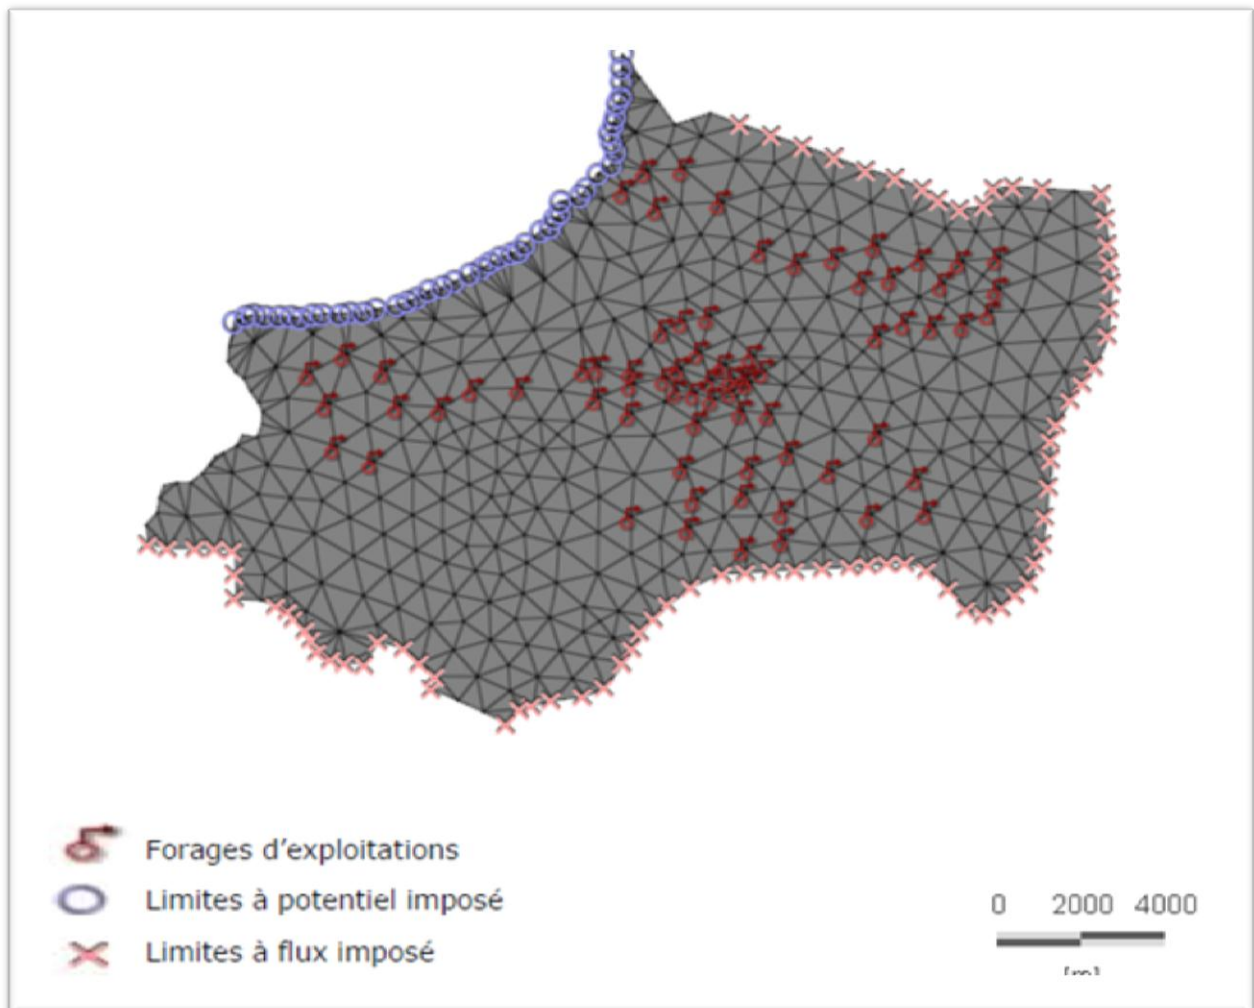 Forages d'exploitations
Limites à potentiel imposé
Limites à flux imposé
0 2000 4000
[m]